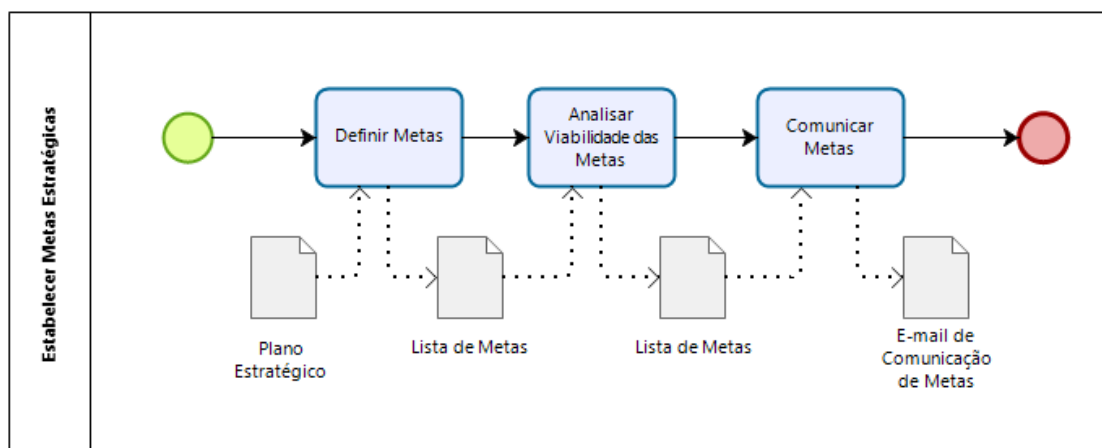 Estabelecer Metas Estratégicas
Definir Metas
Analisar
Viabilidade das
Metas
Comunicar
Metas
Plano
Estratégico
Lista de Metas
Lista de Metas
E-mail de
Comunicação
de Metas